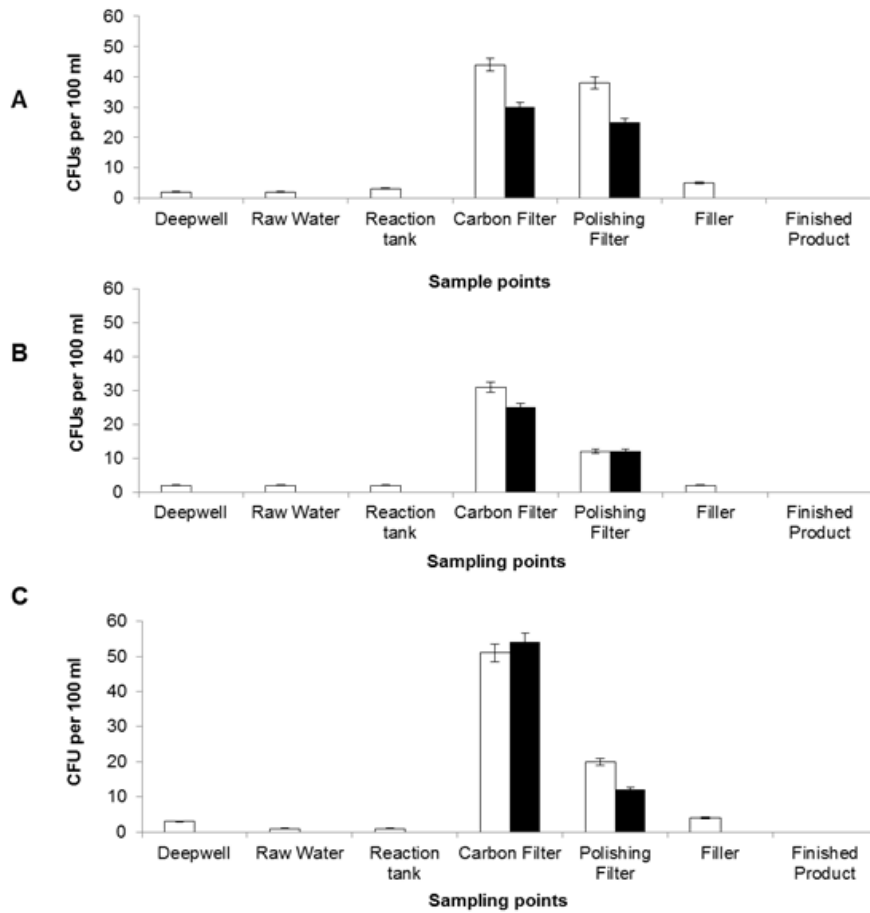 A
CFUs per 100 ml
60
50
40
30
20
10
0
Deepwell Raw Water Reaction tank Carbon Filter Polishing Filter Filler Finished Product
Sample points
B
CFUs per 100 ml
60
50
40
30
20
10
0
Deepwell Raw Water Reaction tank Carbon Filter Polishing Filter Filler Finished Product
Sampling points
C
CFU per 100 ml
60
50
40
30
20
10
0
Deepwell Raw Water Reaction tank Carbon Filter Polishing Filter Filler Finished Product
Sampling points